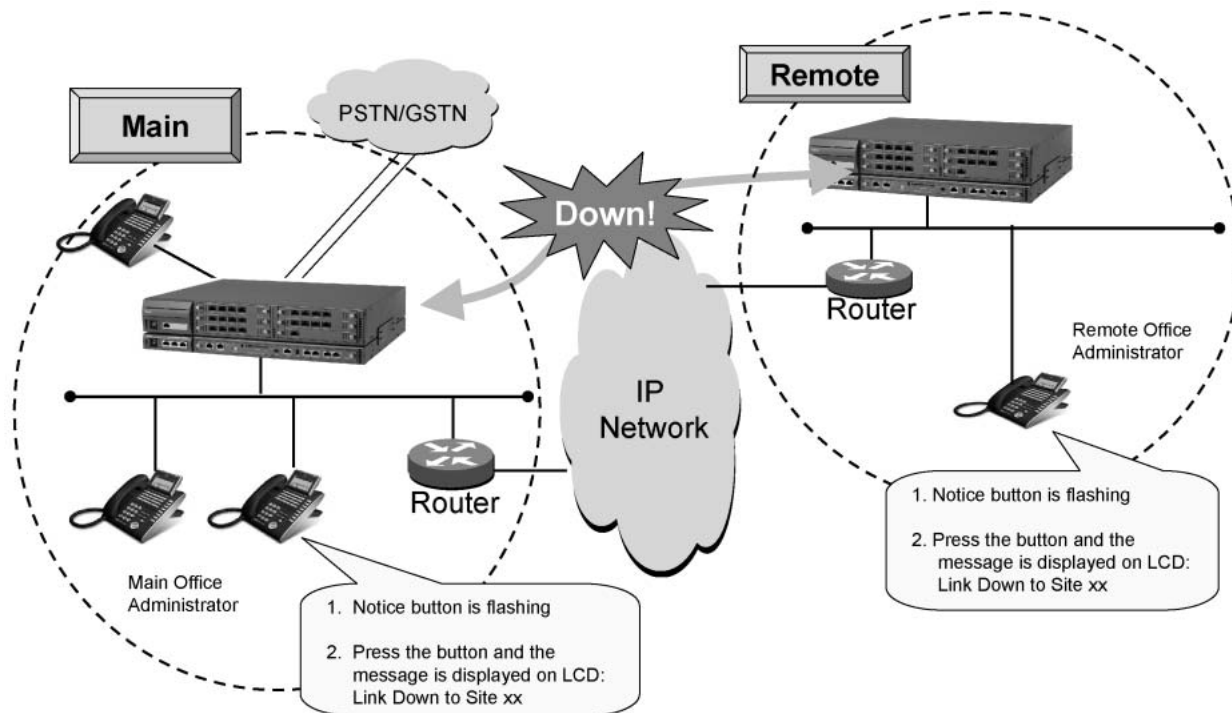 Main
PSTN/GSTN
Remote
Down!
Router
Remote Office
Administrator
IP
Network
Router
Main Office
Administrator
1. Notice button is flashing
2. Press the button and the
message is displayed on LCD:
Link Down to Site xx
1. Notice button is flashing
2. Press the button and the
message is displayed on LCD:
Link Down to Site xx